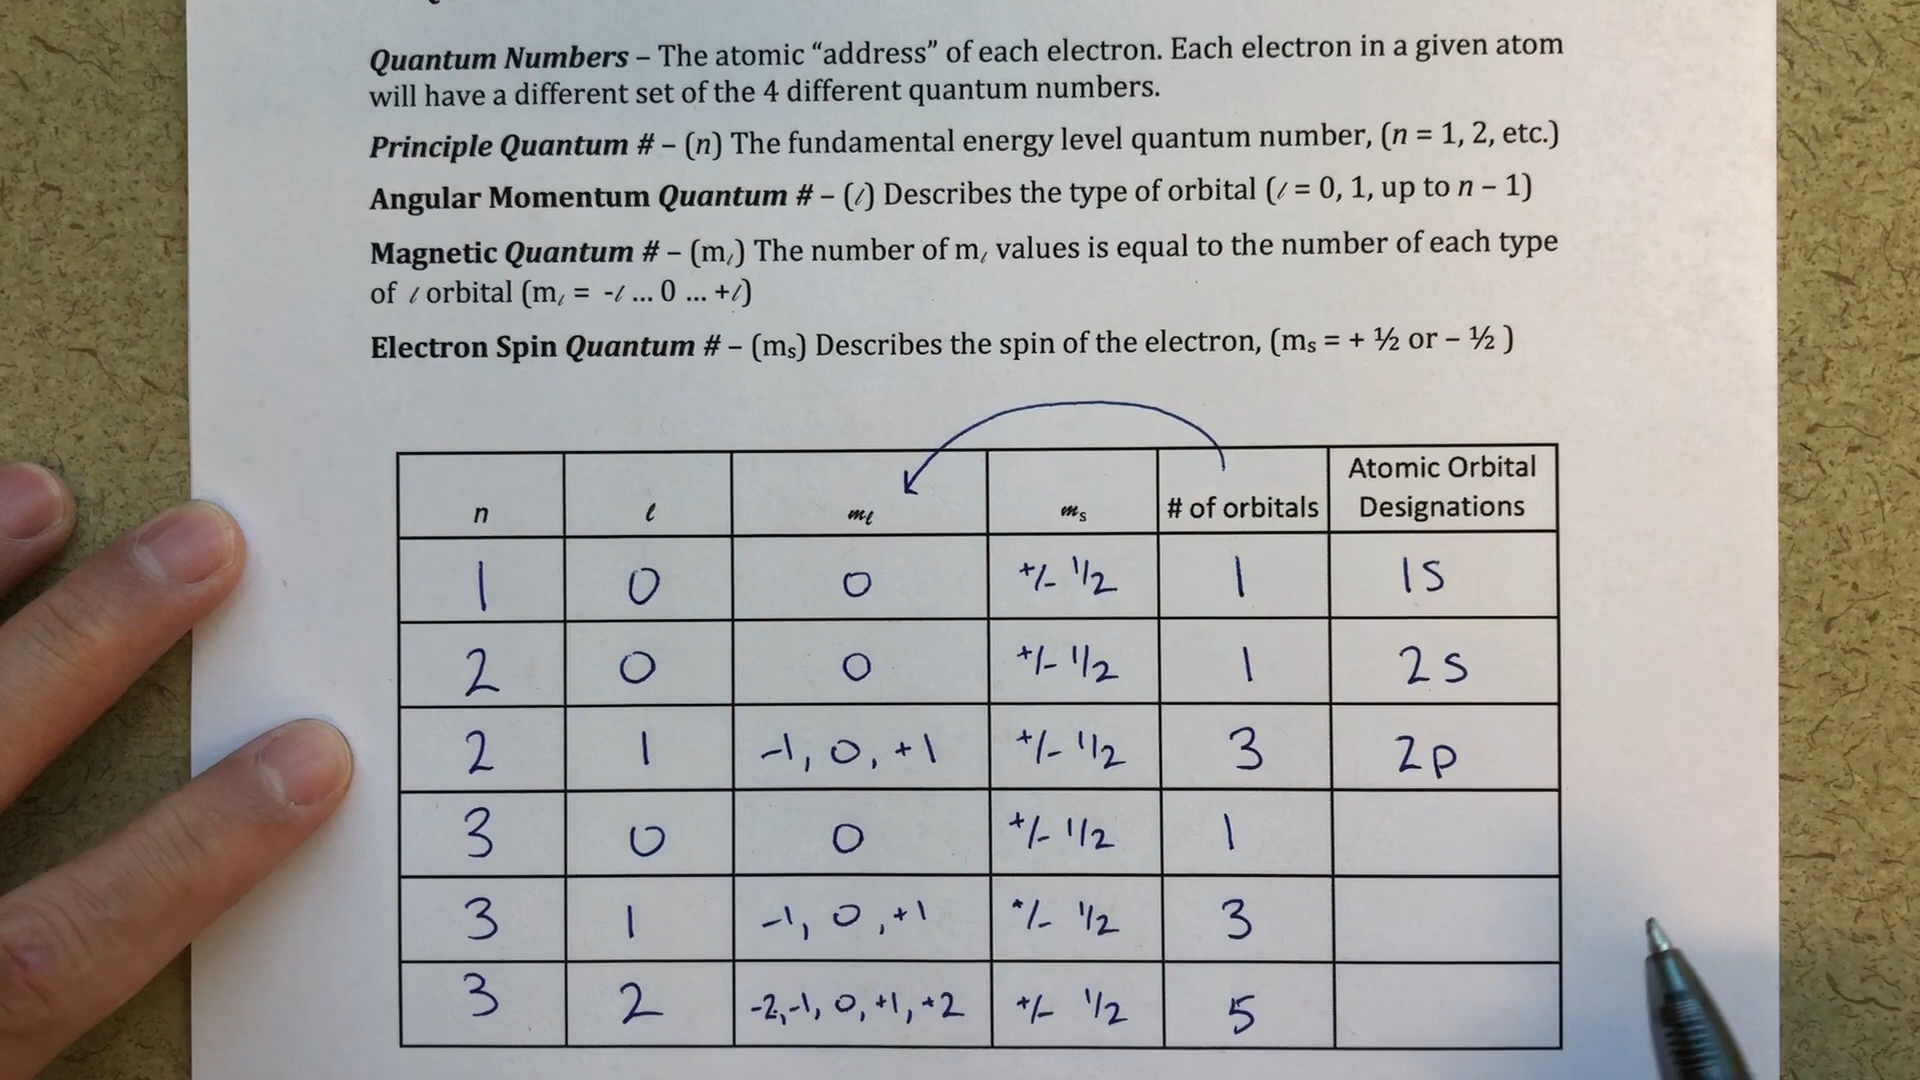 Quantum Numbers – The atomic “address” of each electron. Each electron in a given atom
will have a different set of the 4 different quantum numbers.
Principle Quantum # – (n) The fundamental energy level quantum number, (n = 1, 2, etc.)
Angular Momentum Quantum # – (ℓ) Describes the type of orbital (ℓ = 0, 1, up to n – 1)
Magnetic Quantum # – (mℓ) The number of mℓ values is equal to the number of each type
of ℓ orbital (mℓ = -ℓ ... 0 ... +ℓ)
Electron Spin Quantum # – (ms) Describes the spin of the electron, (ms = + ½ or – ½ )
n ℓ mℓ ms # of orbitals Atomic Orbital
Designations
1 0 0 +/- 1/2 1 1s
2 0 0 +/- 1/2 1 2s
2 1 -1, 0, +1 +/- 1/2 3 2p
3 0 0 +/- 1/2 1
3 1 -1, 0, +1 +/- 1/2 3
3 2 -2, -1, 0, +1, +2 +/- 1/2 5